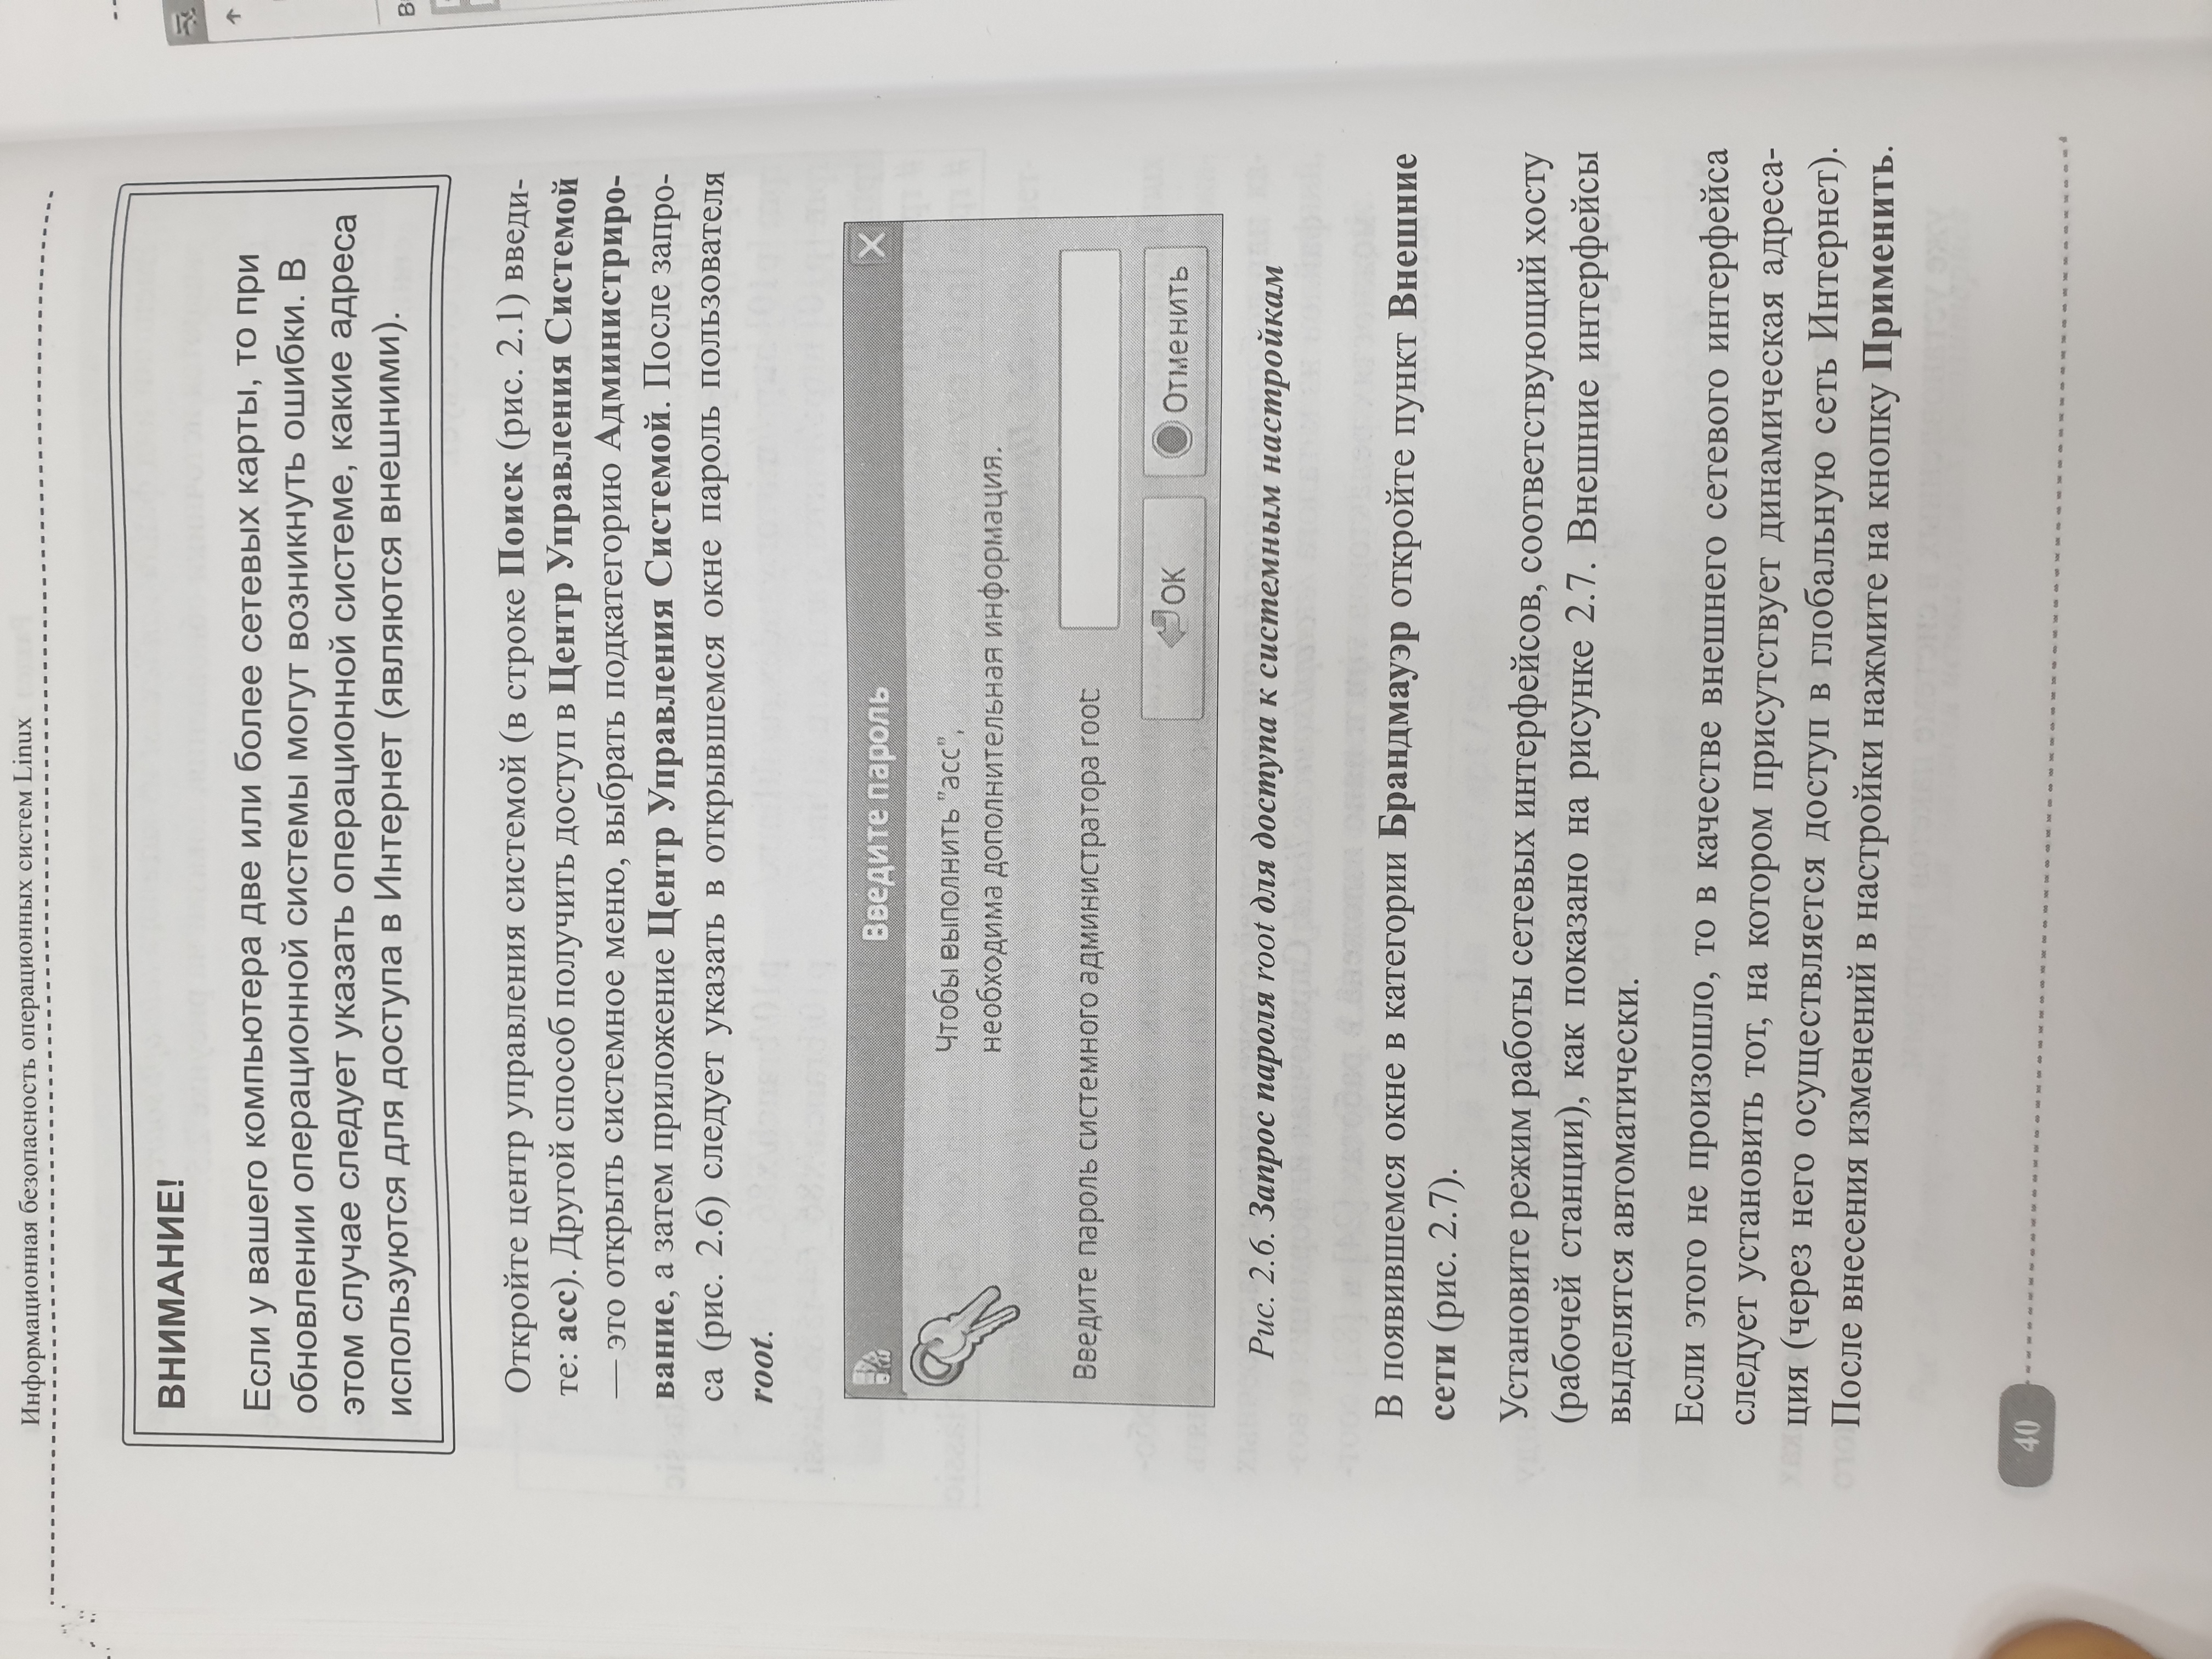 Информационная безопасность операционных систем Linux
ВНИМАНИЕ!
Если у вашего компьютера две или более сетевых карты, то при
обновлении операционной системы могут возникнуть ошибки. В
этом случае следует указать операционной системе, какие адреса
используются для доступа в Интернет (являются внешними).
Откройте центр управления системой (в строке Поиск (рис. 2.1) введи-
те: acc). Другой способ получить доступ в Центр Управления Системой
— это открыть системное меню, выбрать подкатегорию Администриро-
вание, а затем приложение Центр Управления Системой. После запро-
са (рис. 2.6) следует указать в открывшемся окне пароль пользователя
root.
Введите пароль
Чтобы выполнить "acc",
необходима дополнительная информация.
Введите пароль системного администратора root
OK Отменить
Рис. 2.6. Запрос пароля root для доступа к системным настройкам
В появившемся окне в категории Брандмауэр откройте пункт Внешние
сети (рис. 2.7).
Установите режим работы сетевых интерфейсов, соответствующий хосту
(рабочей станции), как показано на рисунке 2.7. Внешние интерфейсы
выделятся автоматически.
Если этого не произошло, то в качестве внешнего сетевого интерфейса
следует установить тот, на котором присутствует динамическая адреса-
ция (через него осуществляется доступ в глобальную сеть Интернет).
После внесения изменений в настройки нажмите на кнопку Применить.
40